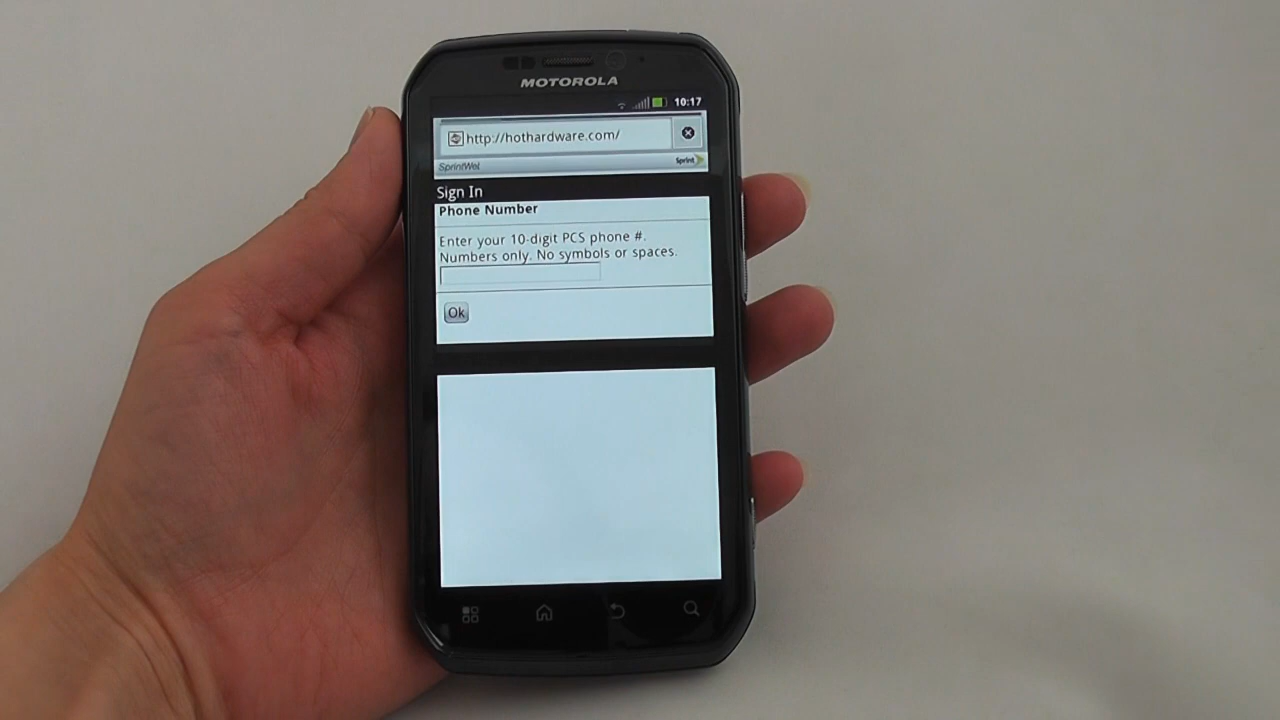 MOTOROLA
10:17
http://hothardware.com/
SprintWeb
Sprint
Sign In
Phone Number
Enter your 10-digit PCS phone #.
Numbers only. No symbols or spaces.
Ok